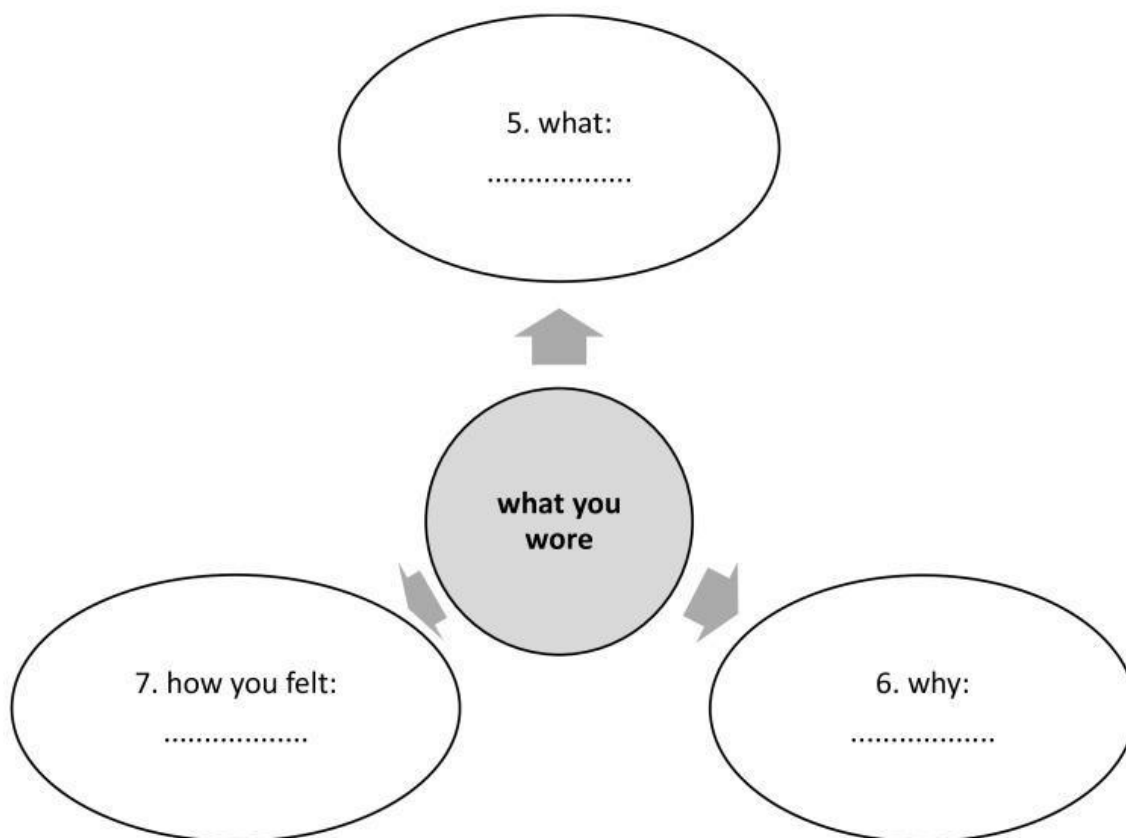 5. what:
..................
what you
wore
7. how you felt:
..................
6. why:
..................